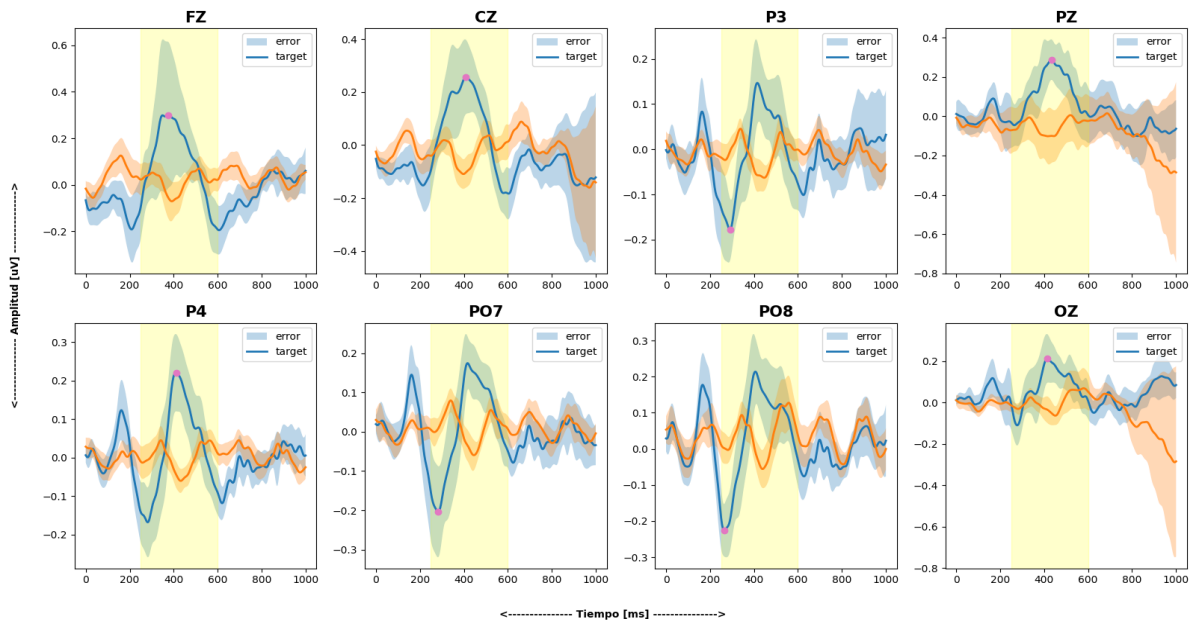 FZ
0.6
0.4
0.2
0.0
−0.2
0 200 400 600 800 1000
error
target
CZ
0.4
0.2
0.0
−0.2
−0.4
0 200 400 600 800 1000
error
target
P3
0.2
0.1
0.0
−0.1
−0.2
0 200 400 600 800 1000
error
target
PZ
0.4
0.2
0.0
−0.2
−0.4
−0.6
−0.8
0 200 400 600 800 1000
error
target
<--------------- Amplitud [uV] --------------->
P4
0.3
0.2
0.1
0.0
−0.1
−0.2
0 200 400 600 800 1000
error
target
PO7
0.2
0.1
0.0
−0.1
−0.2
−0.3
0 200 400 600 800 1000
error
target
PO8
0.3
0.2
0.1
0.0
−0.1
−0.2
−0.3
0 200 400 600 800 1000
error
target
OZ
0.2
0.0
−0.2
−0.4
−0.6
−0.8
0 200 400 600 800 1000
error
target
<--------------- Tiempo [ms] --------------->